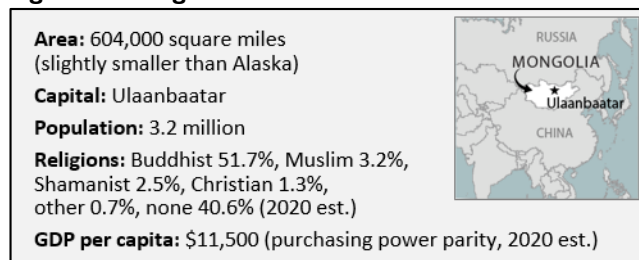 Area: 604,000 square miles
(slightly smaller than Alaska)
Capital: Ulaanbaatar
Population: 3.2 million
Religions: Buddhist 51.7%, Muslim 3.2%,
Shamanist 2.5%, Christian 1.3%,
other 0.7%, none 40.6% (2020 est.)
GDP per capita: $11,500 (purchasing power parity, 2020 est.)
RUSSIA
MONGOLIA
Ulaanbaatar
CHINA